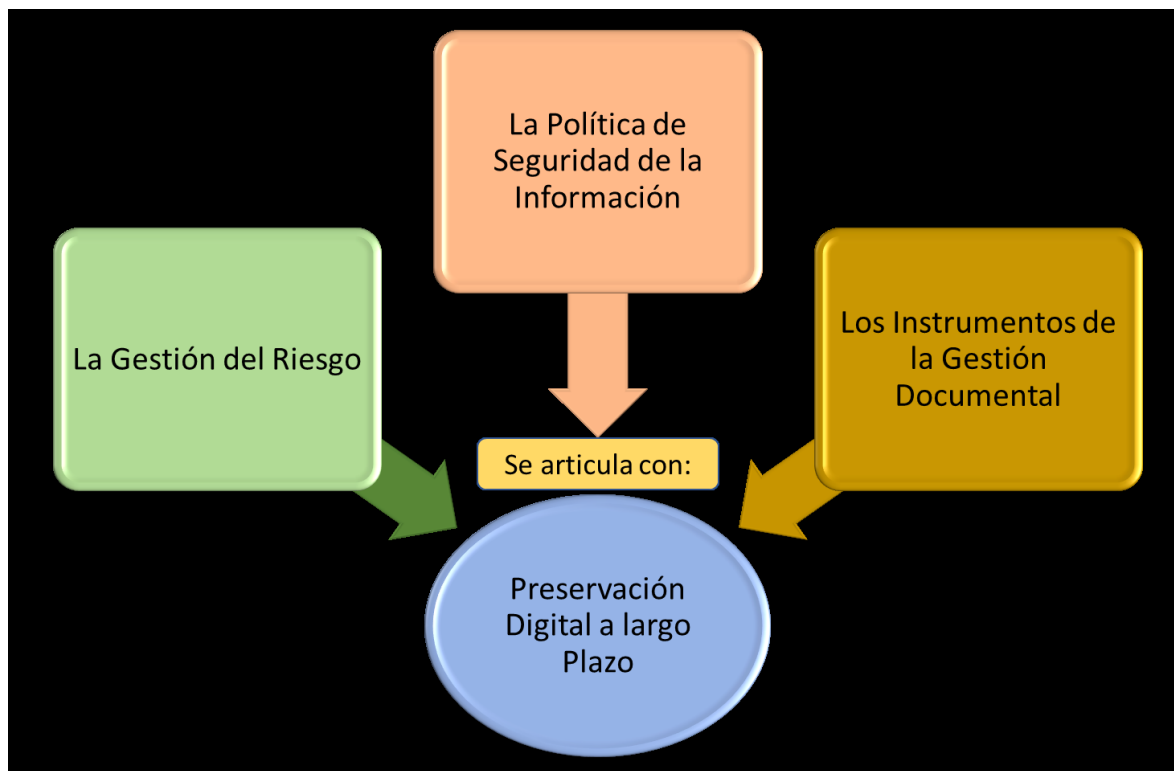 La Política de
Seguridad de la
Información
La Gestión del Riesgo
Los Instrumentos de
la Gestión
Documental
Se articula con:
Preservación
Digital a largo
Plazo